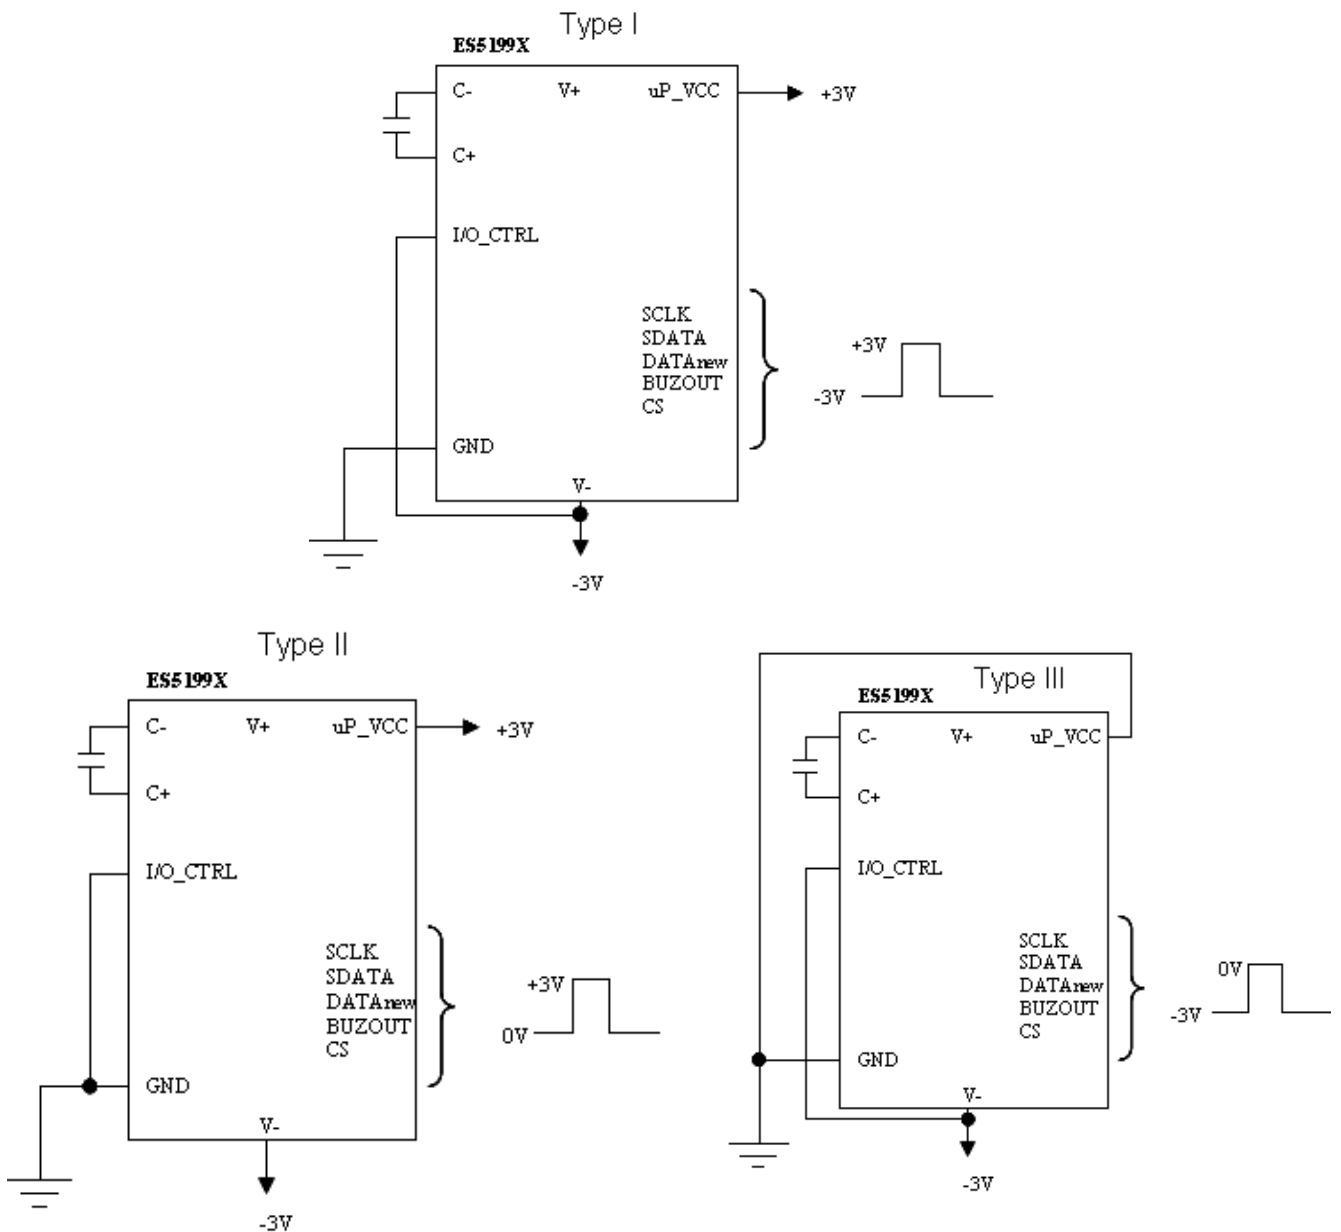 Type I
ES5199X
C- V+ uP_VCC +3V
C+
I/O_CTRL
SCLK
SDATA
DATAnew
BUZOUT
CS
+3V
-3V
GND
V-
-3V
Type II
ES5199X
C- V+ uP_VCC +3V
C+
I/O_CTRL
SCLK
SDATA
DATAnew
BUZOUT
CS
+3V
0V
GND
V-
-3V
Type III
ES5199X
C- V+ uP_VCC
C+
I/O_CTRL
SCLK
SDATA
DATAnew
BUZOUT
CS
0V
-3V
GND
V-
-3V